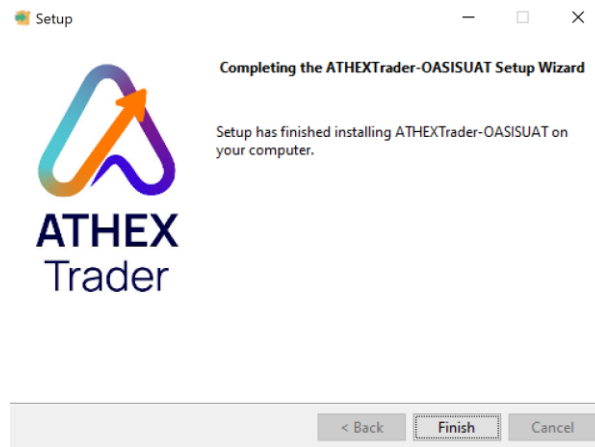 Setup
Completing the ATHEXTrader-OASISUAT Setup Wizard
Setup has finished installing ATHEXTrader-OASISUAT on
your computer.
ATHEX
Trader
< Back
Finish
Cancel